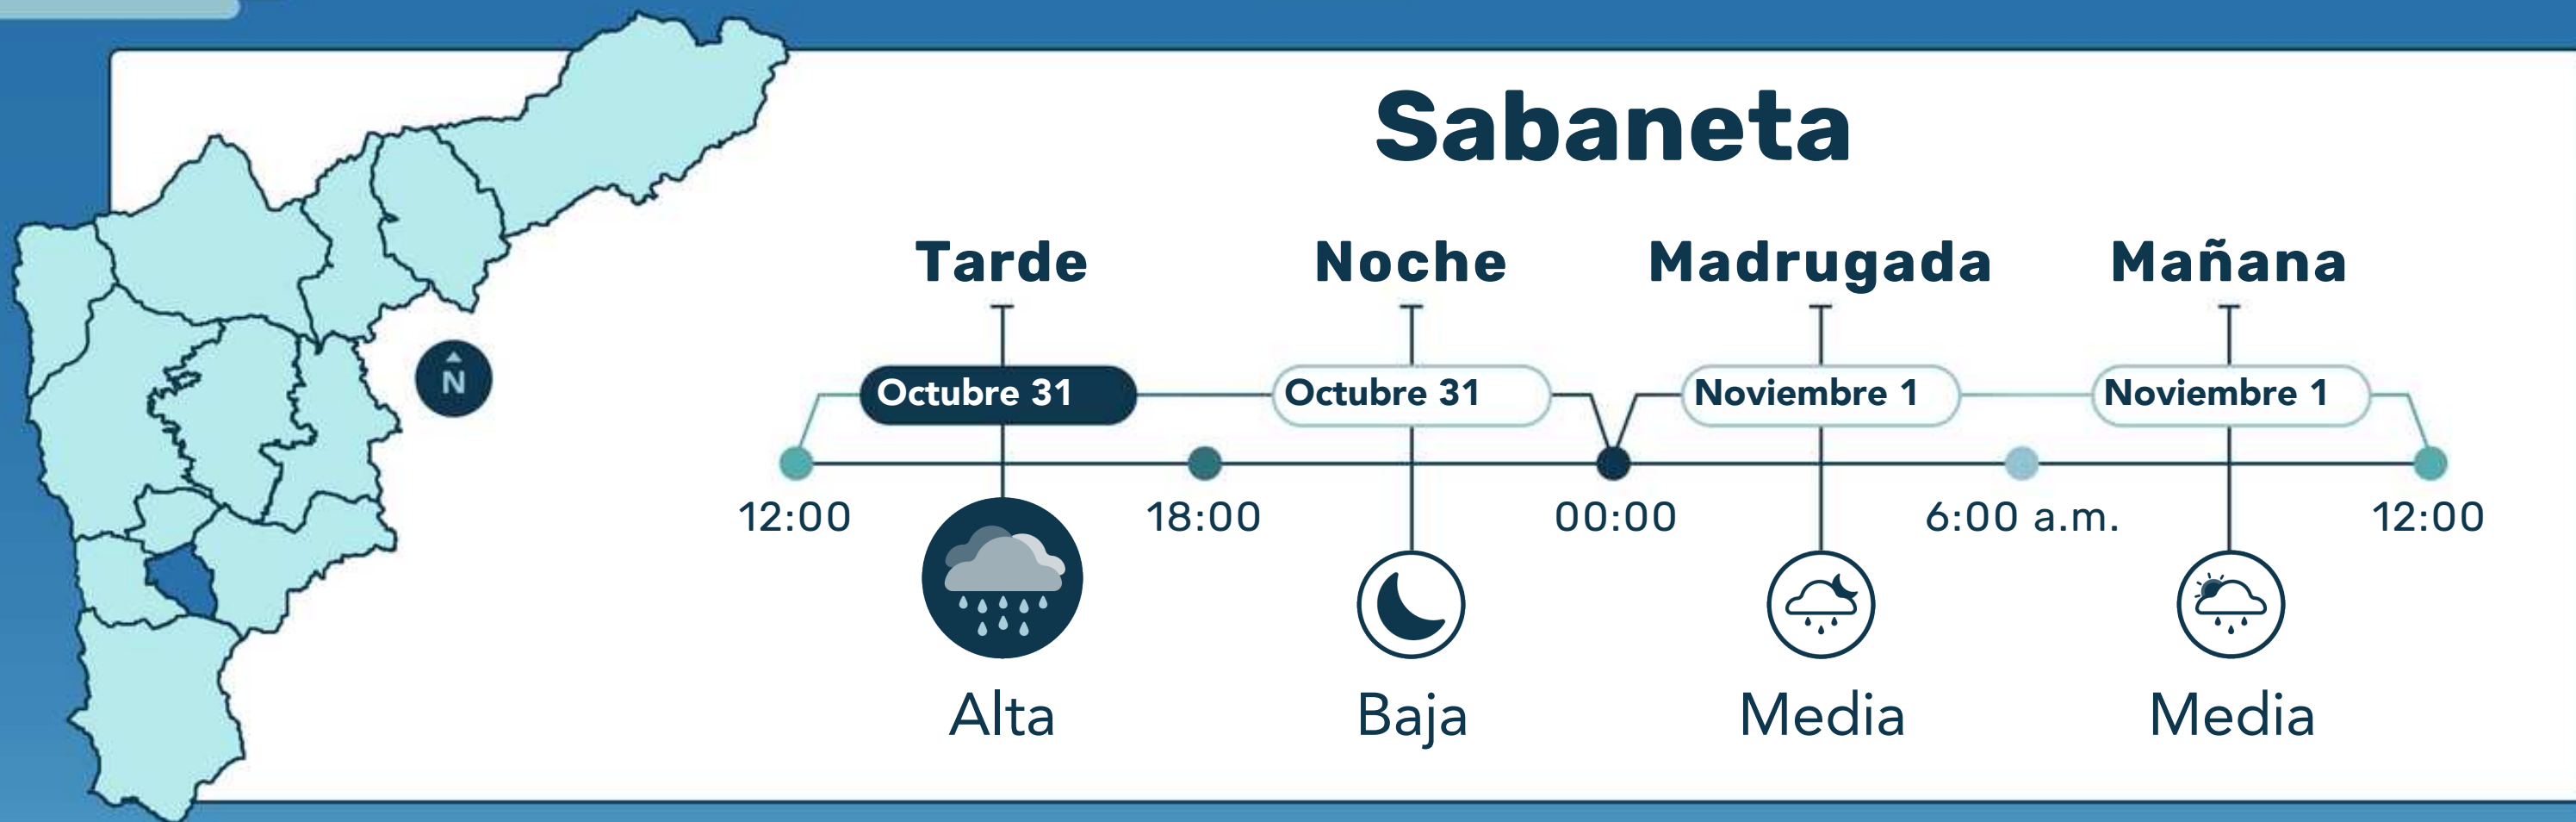 Sabaneta
Tarde Noche Madrugada Mañana
N
Octubre 31 Octubre 31 Noviembre 1 Noviembre 1
12:00 18:00 00:00 6:00 a.m. 12:00
Alta Baja Media Media